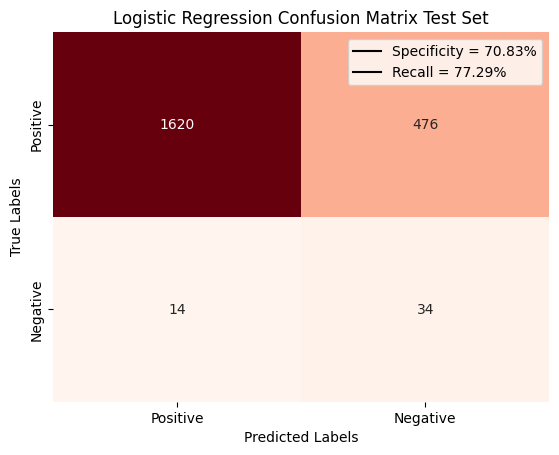 Logistic Regression Confusion Matrix Test Set
Specificity = 70.83%
Recall = 77.29%
True Labels
Positive
1620
476
Negative
14
34
Positive
Negative
Predicted Labels